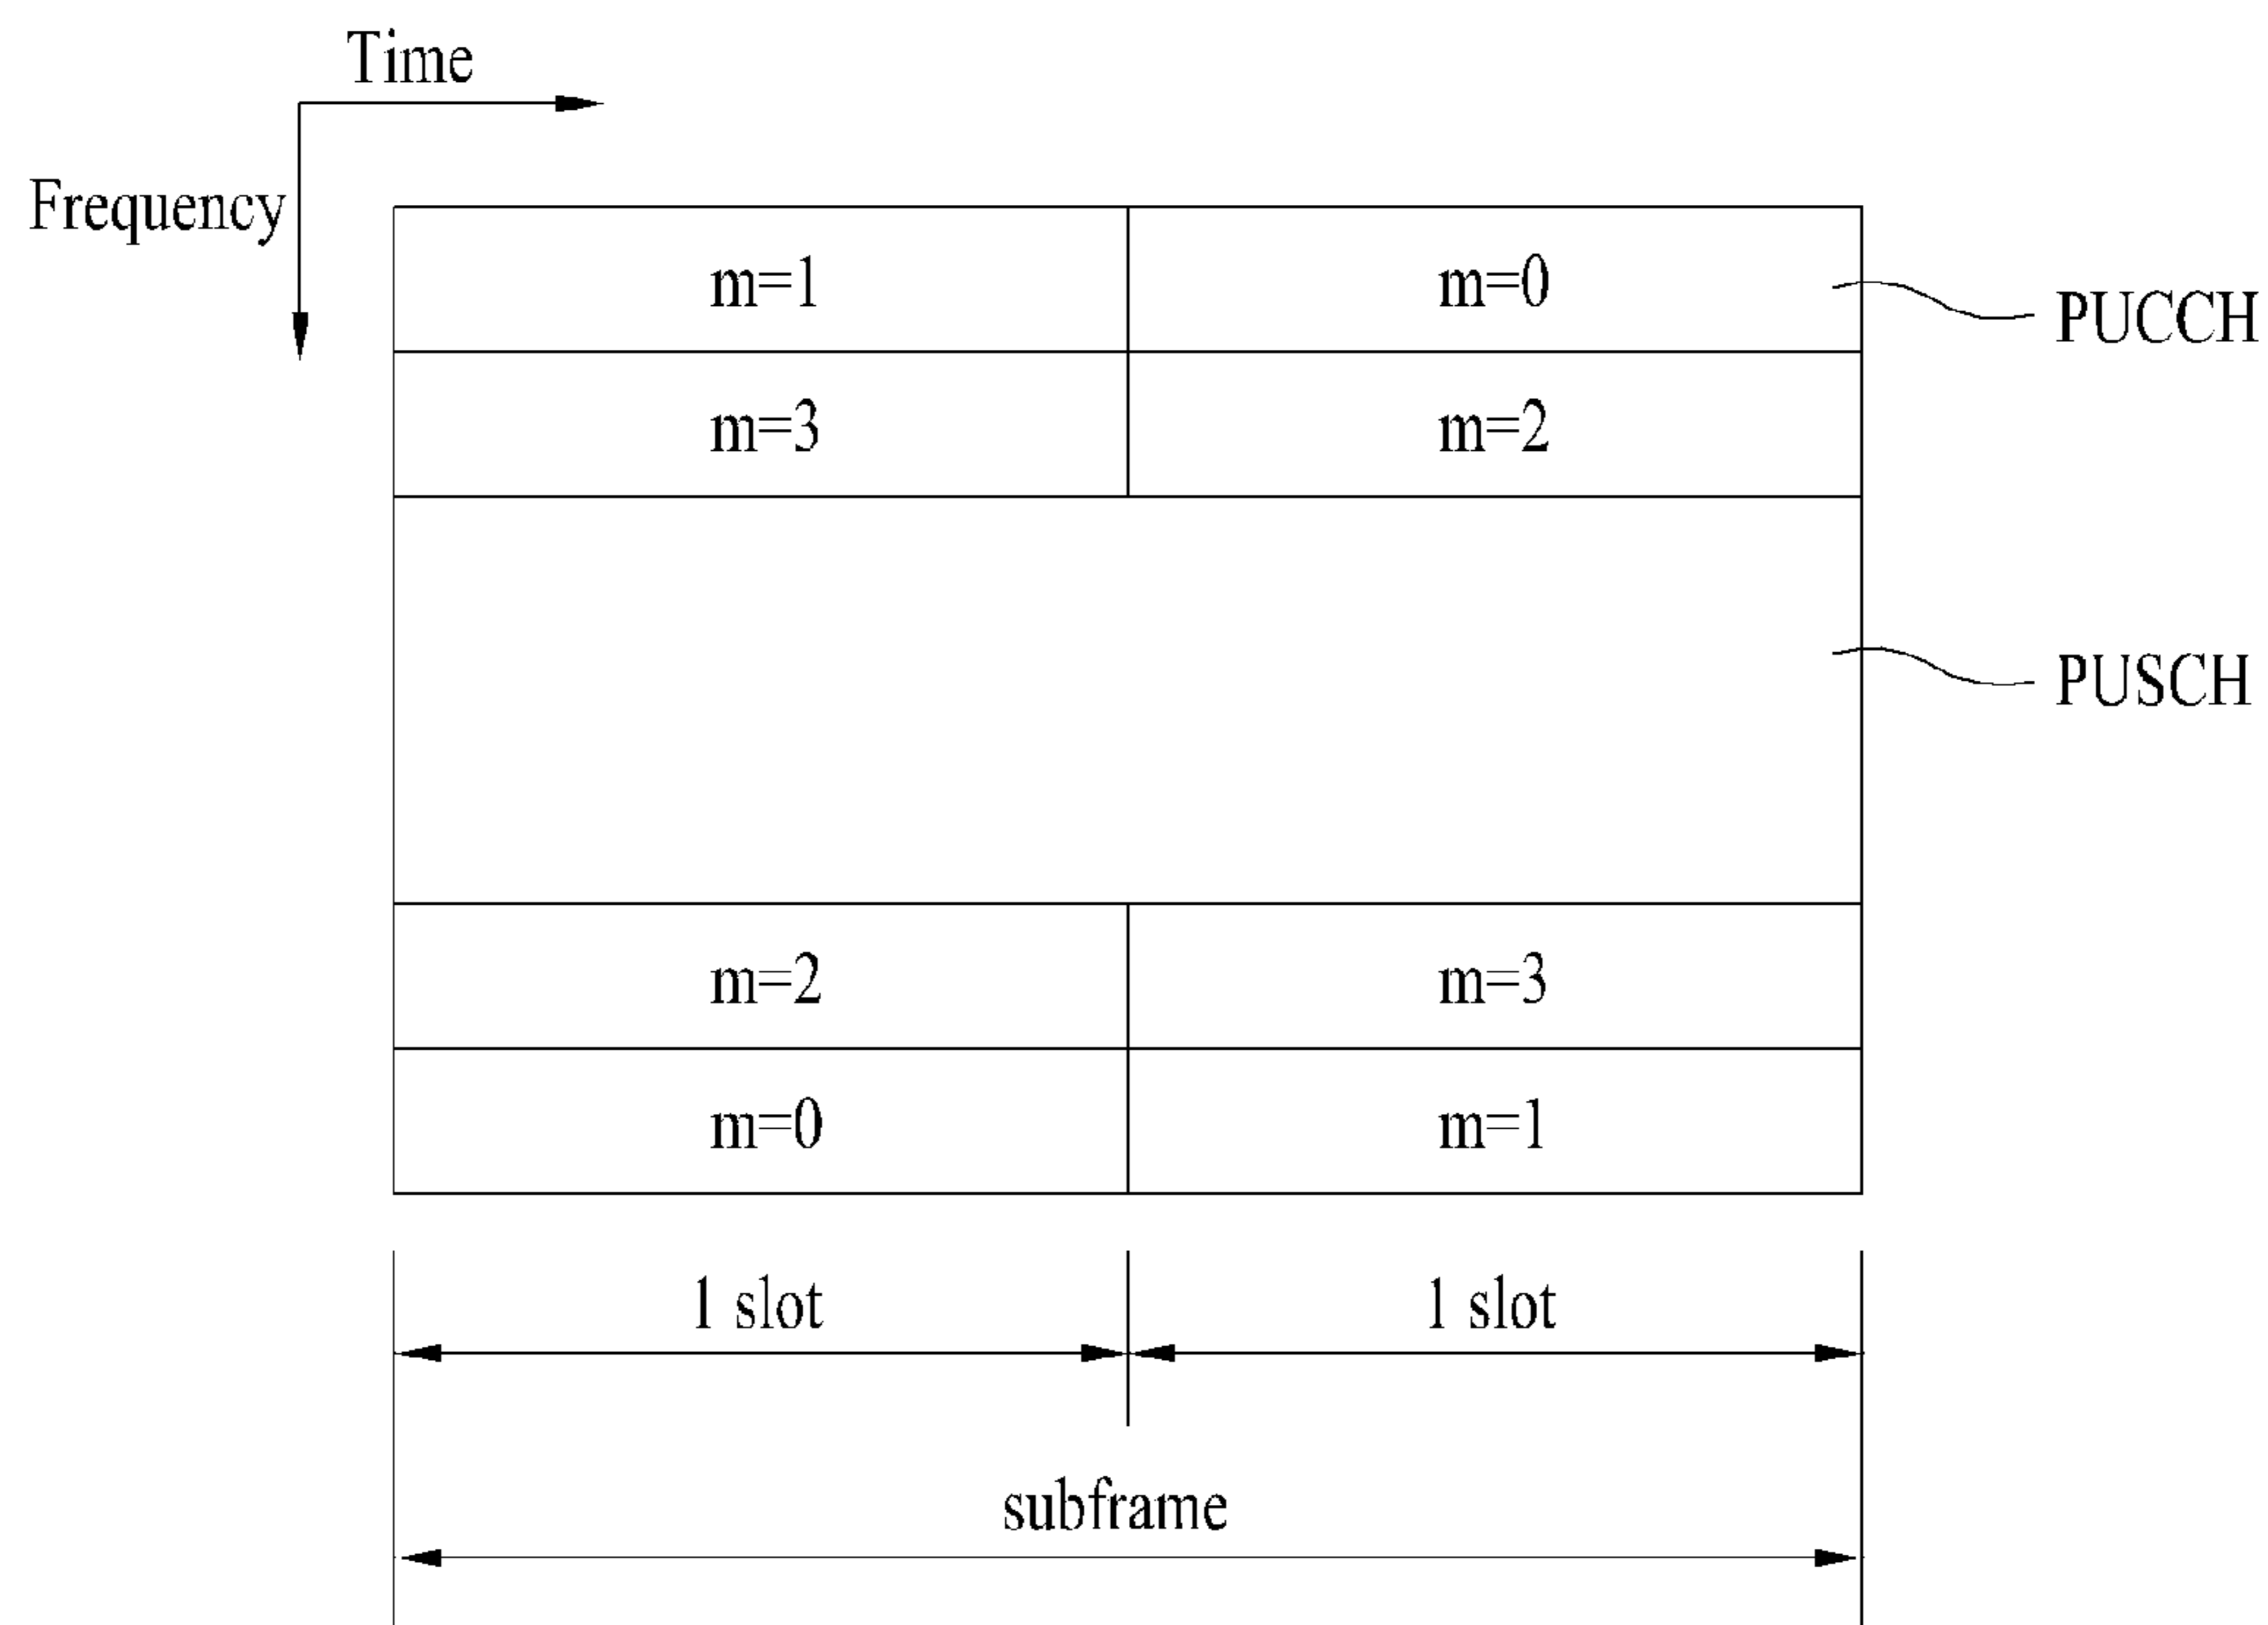 Time
Frequency
m=1 m=0
PUCCH
m=3 m=2
PUSCH
m=2 m=3
m=0 m=1
1 slot 1 slot
subframe